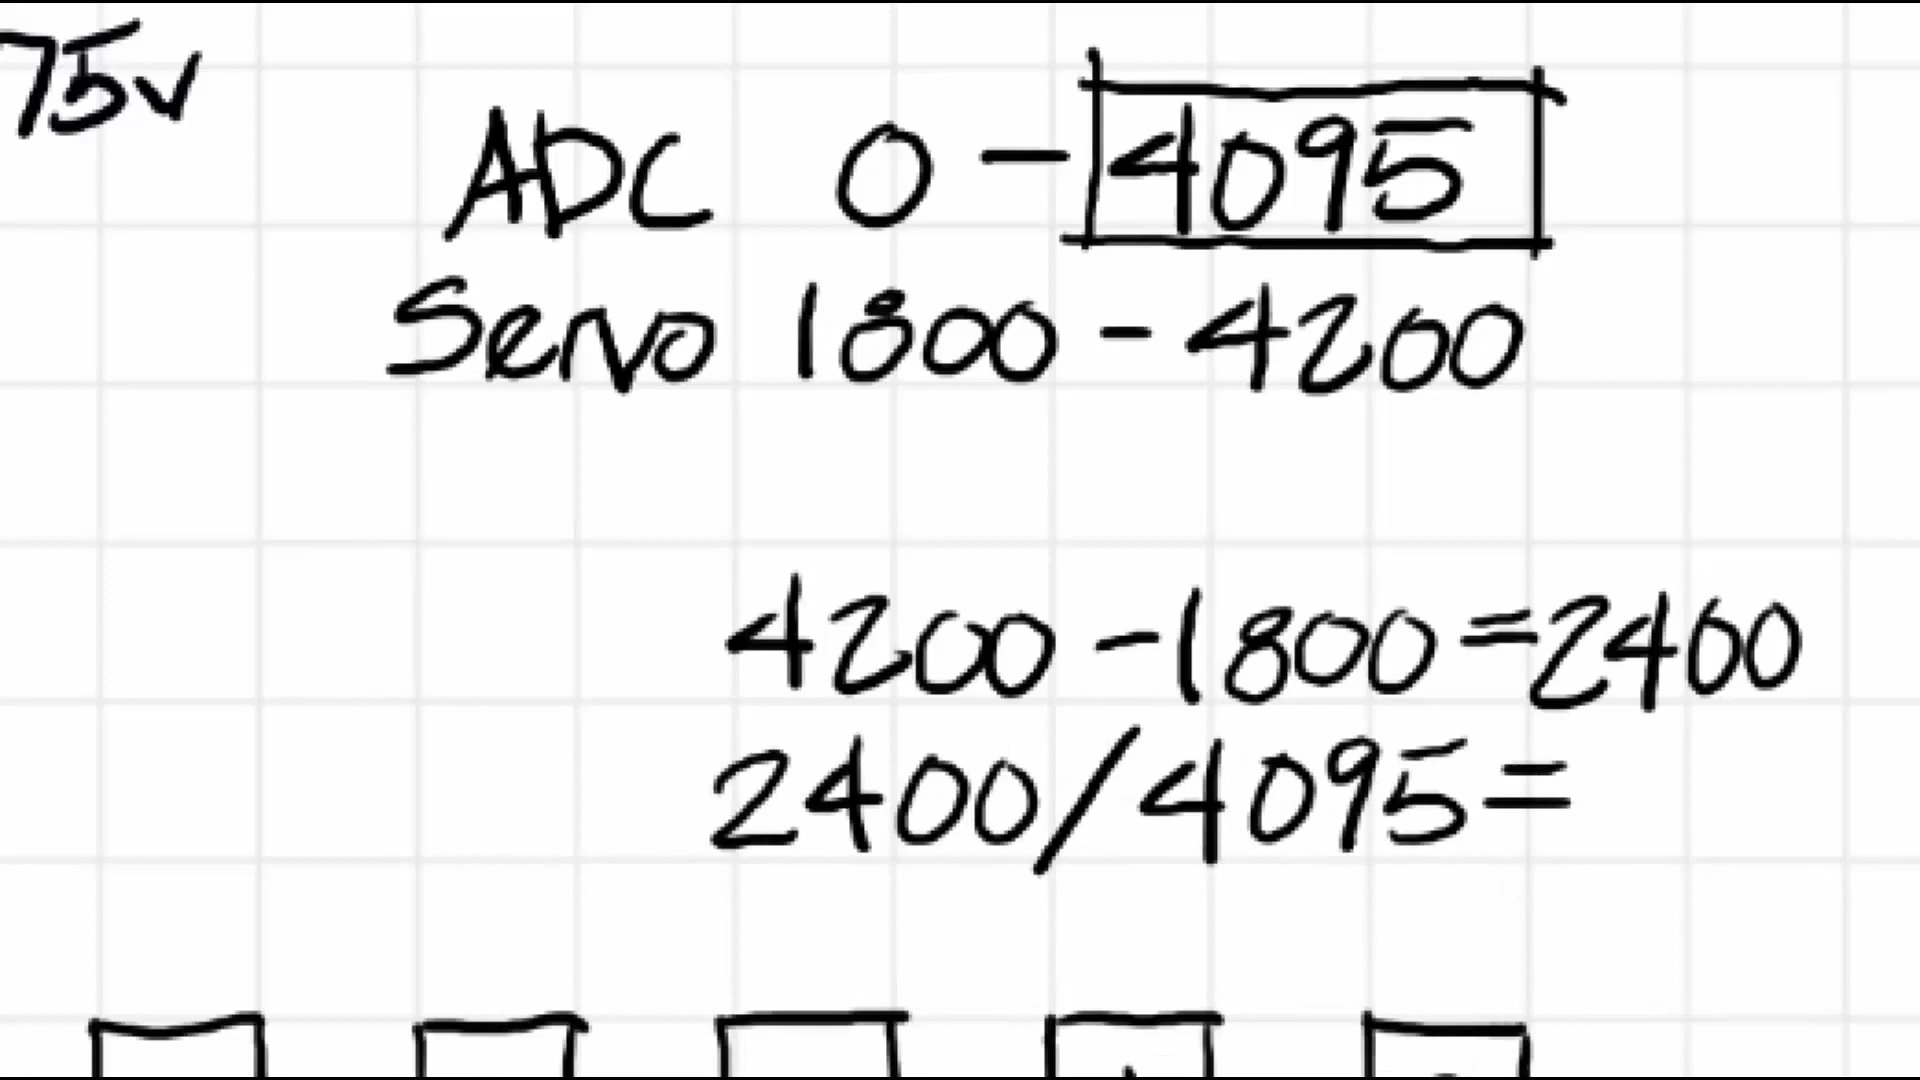 75v
ADC 0 - 4095
Servo 1800 - 4200
4200 - 1800 = 2400
2400/4095=